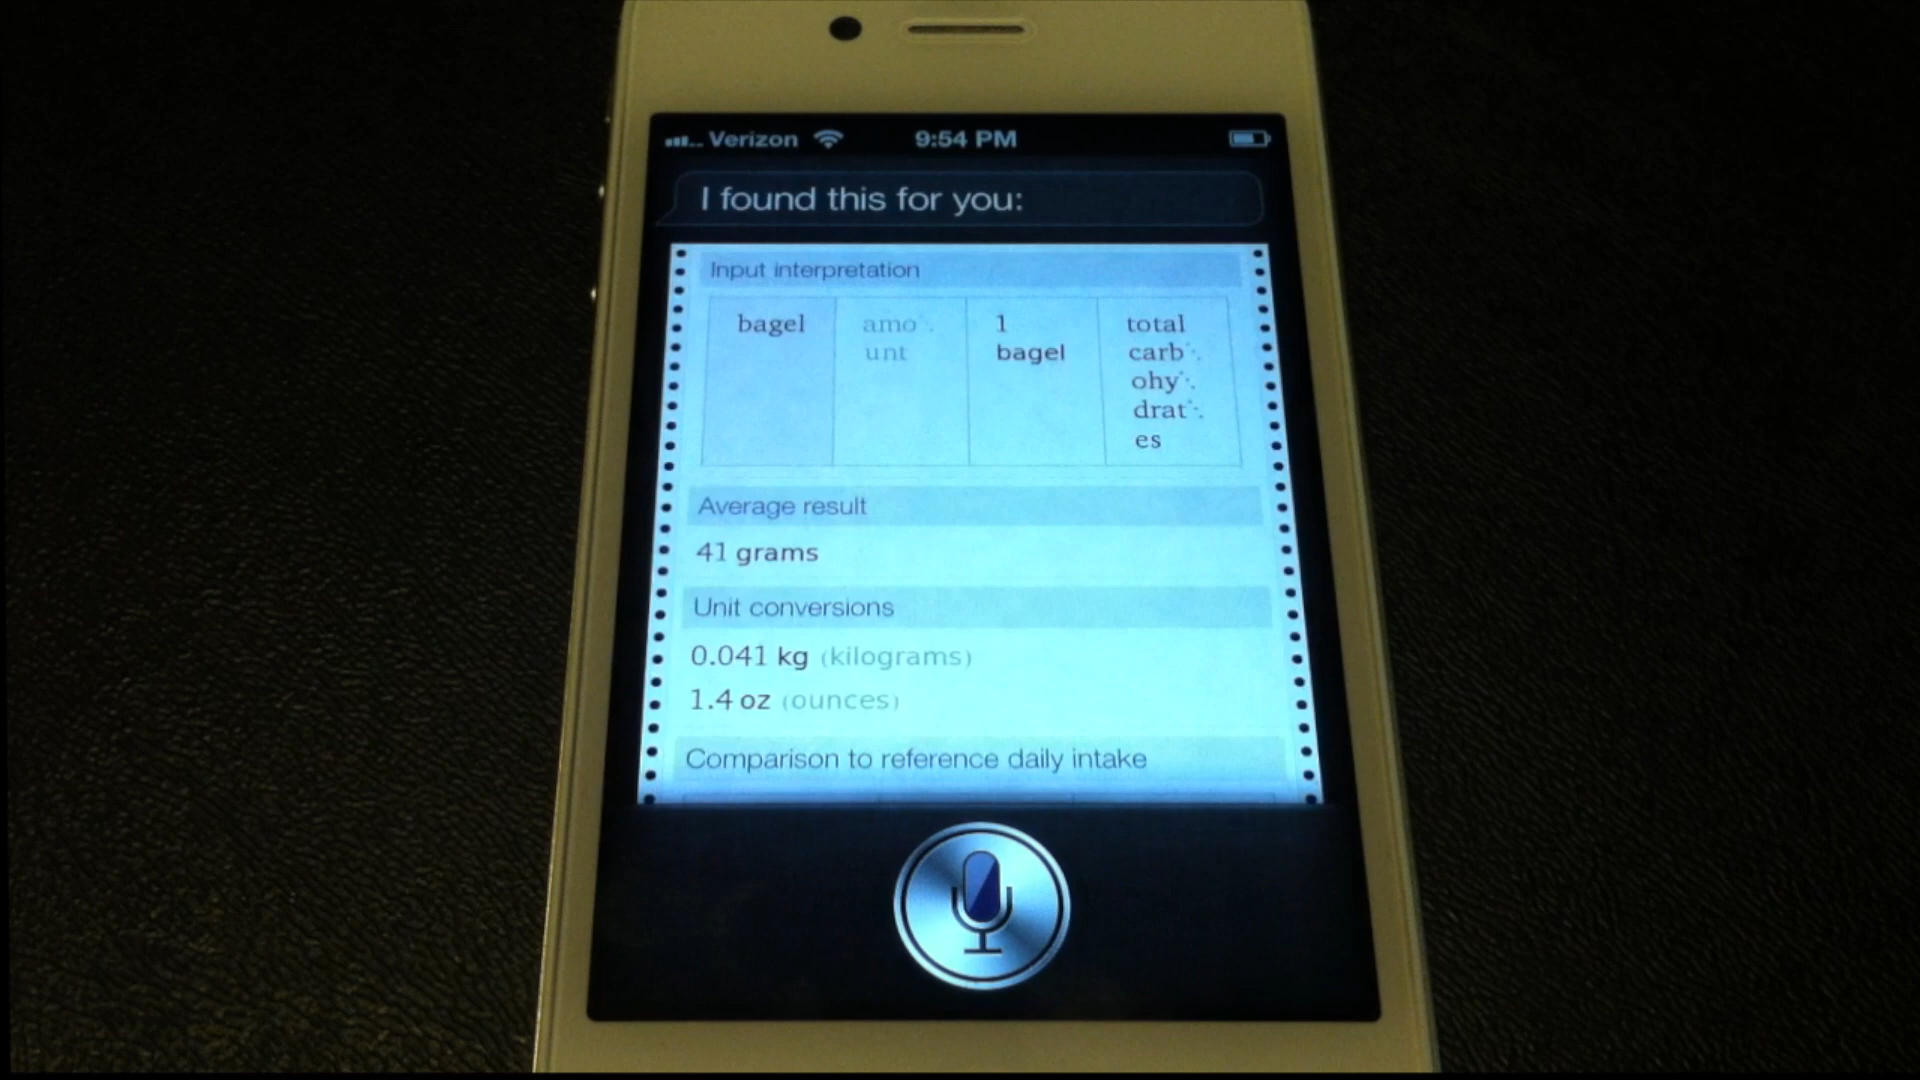 Verizon 9:54 PM
I found this for you:
Input interpretation
bagel
amo
unt
1
bagel
total
carb
ohy
drat
es
Average result
41 grams
Unit conversions
0.041 kg (kilograms)
1.4 oz (ounces)
Comparison to reference daily intake